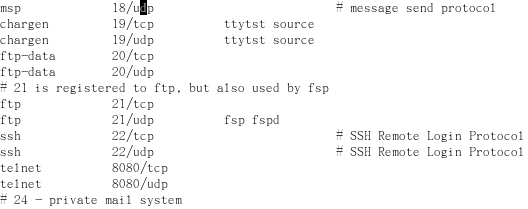 msp 18/udp # message send protocol
chargen 19/tcp ttytst source
chargen 19/udp ttytst source
ftp-data 20/tcp
ftp-data 20/udp
# 21 is registered to ftp, but also used by fsp
ftp 21/tcp
ftp 21/udp fsp fspd
ssh 22/tcp # SSH Remote Login Protocol
ssh 22/udp # SSH Remote Login Protocol
telnet 8080/tcp
telnet 8080/udp
# 24 - private mail system